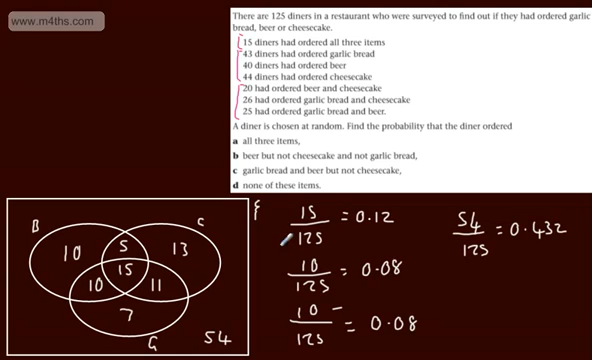 www.m4ths.com
There are 125 diners in a restaurant who were surveyed to find out if they had ordered garlic
bread, beer or cheesecake.
15 diners had ordered all three items
43 diners had ordered garlic bread
40 diners had ordered beer
44 diners had ordered cheesecake
20 had ordered beer and cheesecake
26 had ordered garlic bread and cheesecake
25 had ordered garlic bread and beer.
A diner is chosen at random. Find the probability that the diner ordered
a all three items,
b beer but not cheesecake and not garlic bread,
c garlic bread and beer but not cheesecake,
d none of these items.
B C ξ
10 5 13
15
10 11
7
G 54
15/125 = 0.12
10/125 = 0.08
10/125 = 0.08
54/125 = 0.432